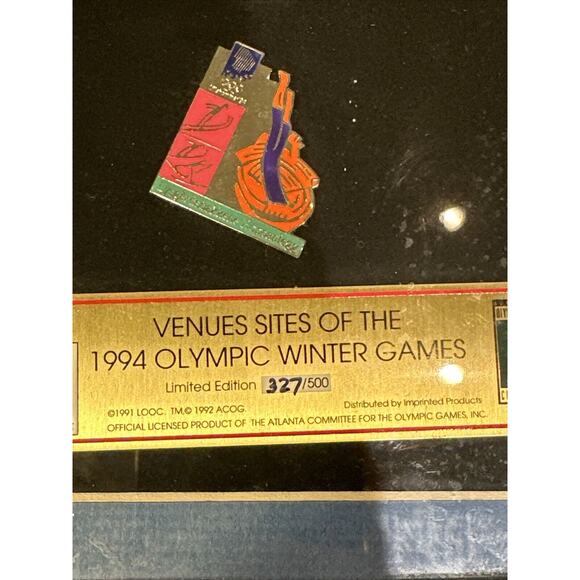 VENUES SITES OF THE
1994 OLYMPIC WINTER GAMES
Limited Edition 327/500
©1991 LOOC. TM,© 1992 ACOG.
Distributed by Imprinted Products
OFFICIAL LICENSED PRODUCT OF THE ATLANTA COMMITTEE FOR THE OLYMPIC GAMES, INC.